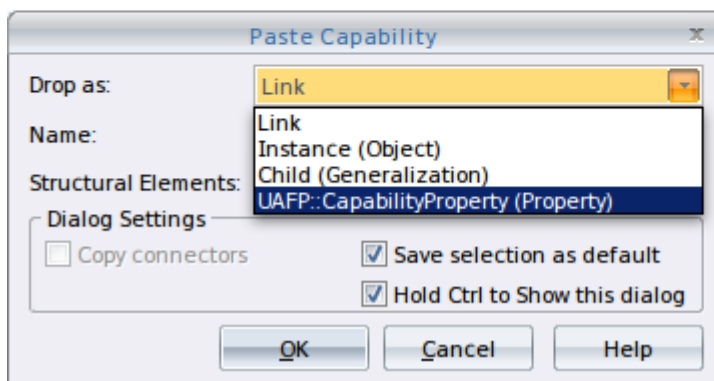 Paste Capability
Drop as:
Link
Link
Name:
Instance (Object)
Child (Generalization)
Structural Elements:
UAFP::CapabilityProperty (Property)
Dialog Settings
Copy connectors
Save selection as default
Hold Ctrl to Show this dialog
OK
Cancel
Help